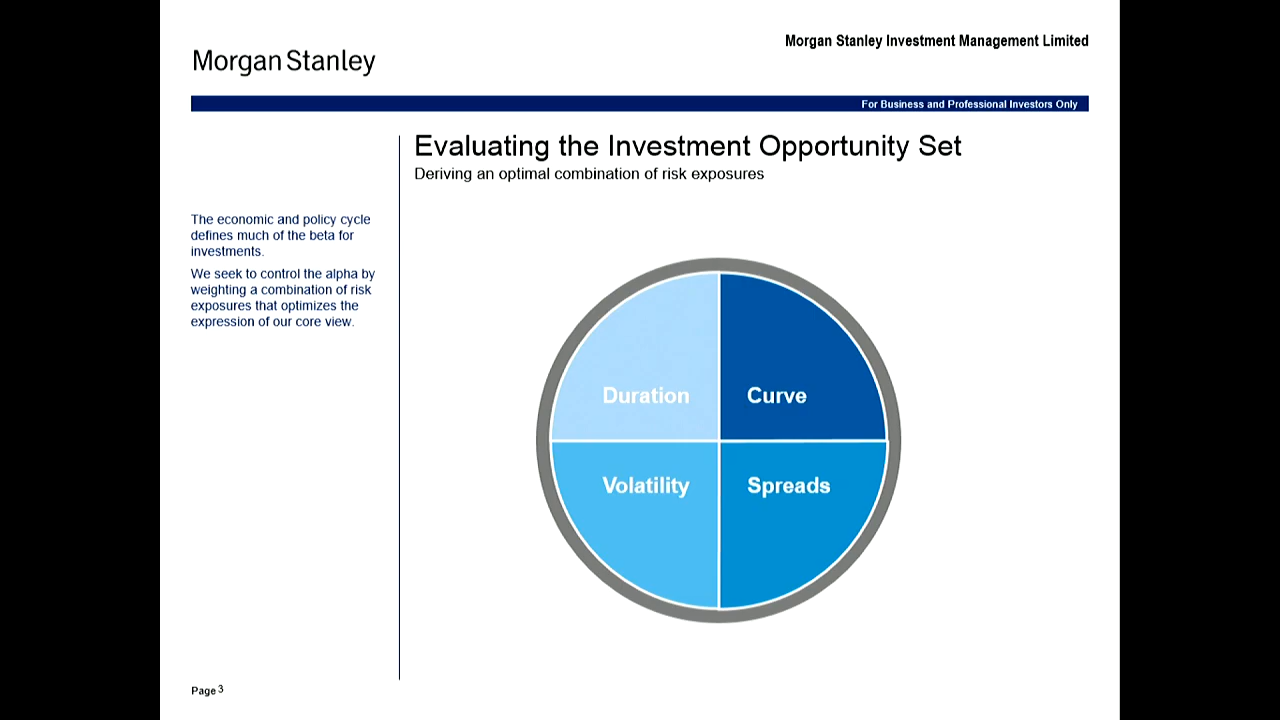 Morgan Stanley Investment Management Limited
Morgan Stanley
For Business and Professional Investors Only
Evaluating the Investment Opportunity Set
Deriving an optimal combination of risk exposures
The economic and policy cycle
defines much of the beta for
investments.
We seek to control the alpha by
weighting a combination of risk
exposures that optimizes the
expression of our core view.
Duration
Curve
Volatility
Spreads
Page 3